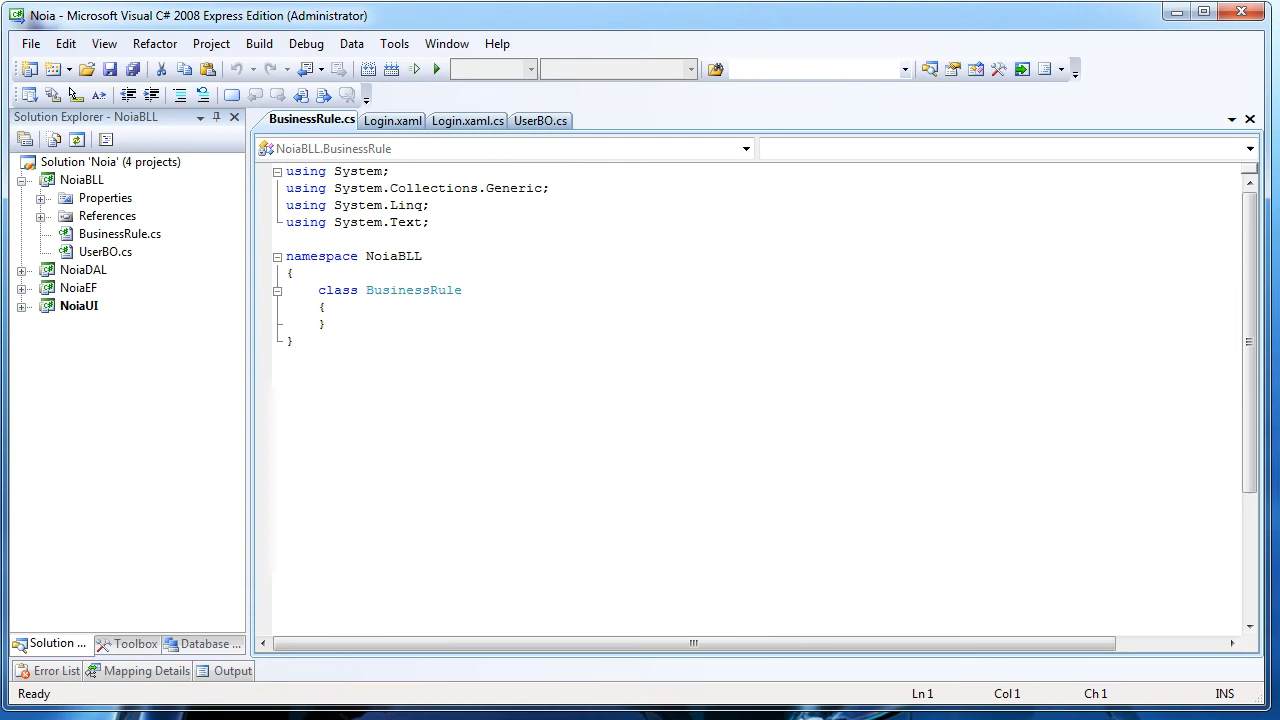 Noia - Microsoft Visual C# 2008 Express Edition (Administrator)
File Edit View Refactor Project Build Debug Data Tools Window Help
Solution Explorer - NoiaBLL
BusinessRule.cs Login.xaml Login.xaml.cs UserBO.cs
NoiaBLL.BusinessRule
Solution 'Noia' (4 projects)
NoiaBLL
Properties
References
BusinessRule.cs
UserBO.cs
NoiaDAL
NoiaEF
NoiaUI
using System;
using System.Collections.Generic;
using System.Linq;
using System.Text;
namespace NoiaBLL
{
class BusinessRule
{
}
}
Solution ... Toolbox Database ...
Error List Mapping Details Output
Ready Ln 1 Col 1 Ch 1 INS